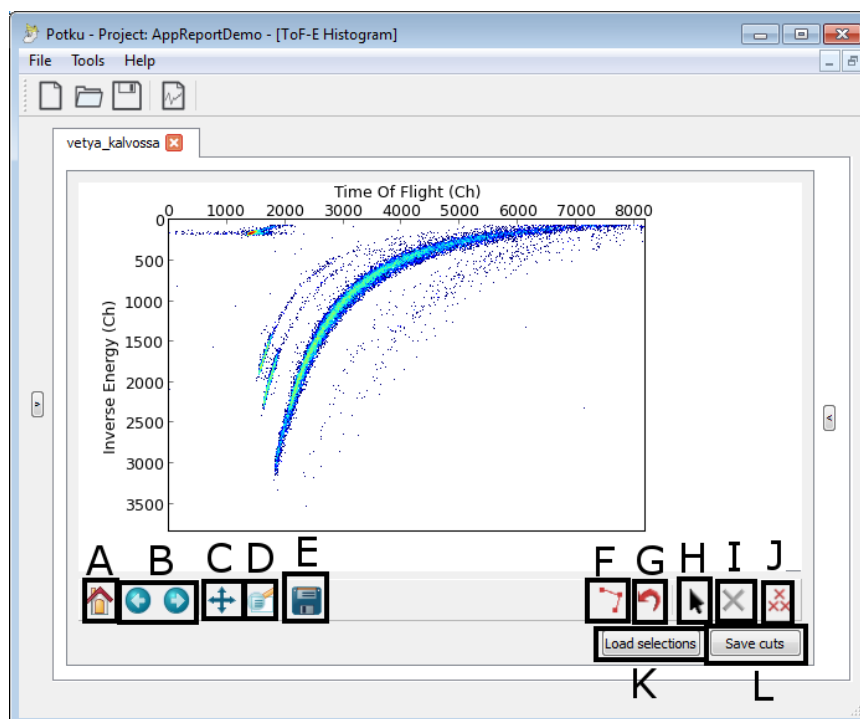 Potku - Project: AppReportDemo - [ToF-E Histogram]
File Tools Help
vetya_kalvossa
Time Of Flight (Ch)
0 1000 2000 3000 4000 5000 6000 7000 8000
0
500
1000
1500
2000
2500
3000
3500
Inverse Energy (Ch)
A B C D E F G H I J
Load selections Save cuts
K L